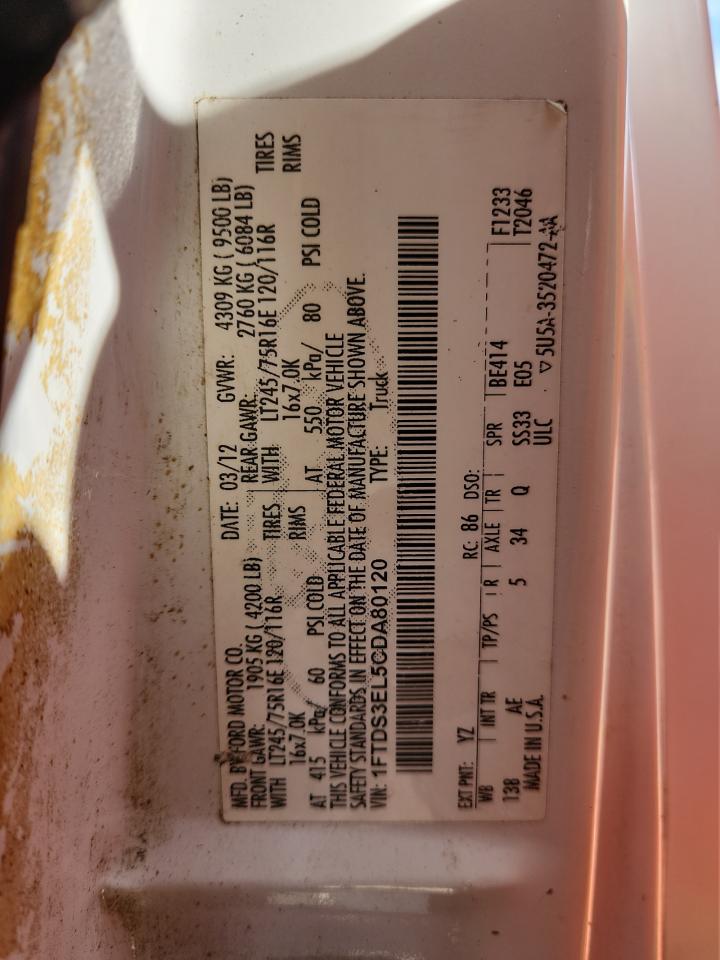 MFD. BY FORD MOTOR CO.
DATE: 03/12 GVWR: 4309 KG ( 9500 LB)
FRONT GAWR: 1905 KG ( 4200 LB) REAR GAWR: 2760 KG ( 6084 LB)
WITH LT245/75R16E 120/116R TIRES WITH LT245/75R16E 120/116R TIRES
16x7.0K RIMS 16x7.0K RIMS
AT 415 kPa/ 60 PSI COLD AT 550 kPa/ 80 PSI COLD
THIS VEHICLE CONFORMS TO ALL APPLICABLE FEDERAL MOTOR VEHICLE
SAFETY STANDARDS IN EFFECT ON THE DATE OF MANUFACTURE SHOWN ABOVE.
VIN: 1FTDS3EL5CDA80120 TYPE: Truck
EXT PNT: YZ RC: 86 DSO:
WB INT TR TP/PS R AXLE TR SPR BE414 F1233
138 AE 5 34 Q SS33 E05 T2046
MADE IN U.S.A. ULC ▽5U5A-3520472-AA